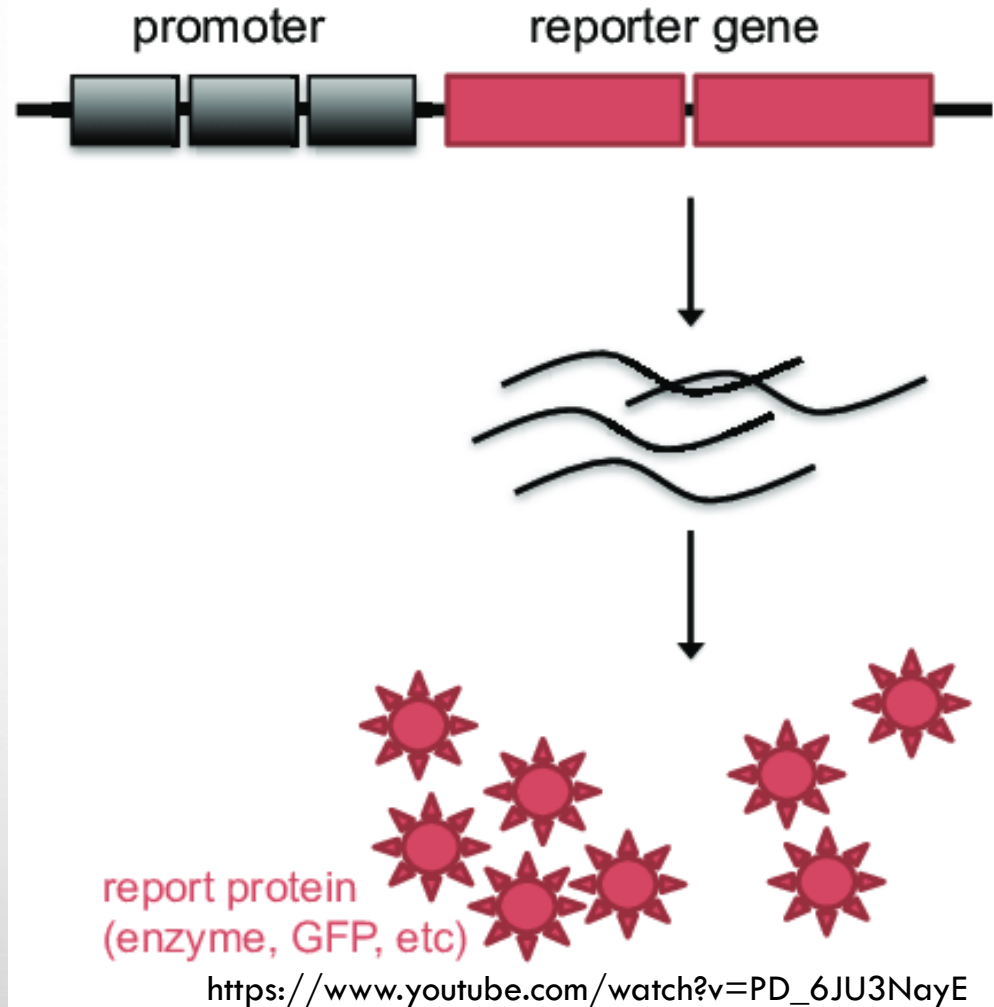 promoter reporter gene
report protein
(enzyme, GFP, etc)
https://www.youtube.com/watch?v=PD_6JU3NayE